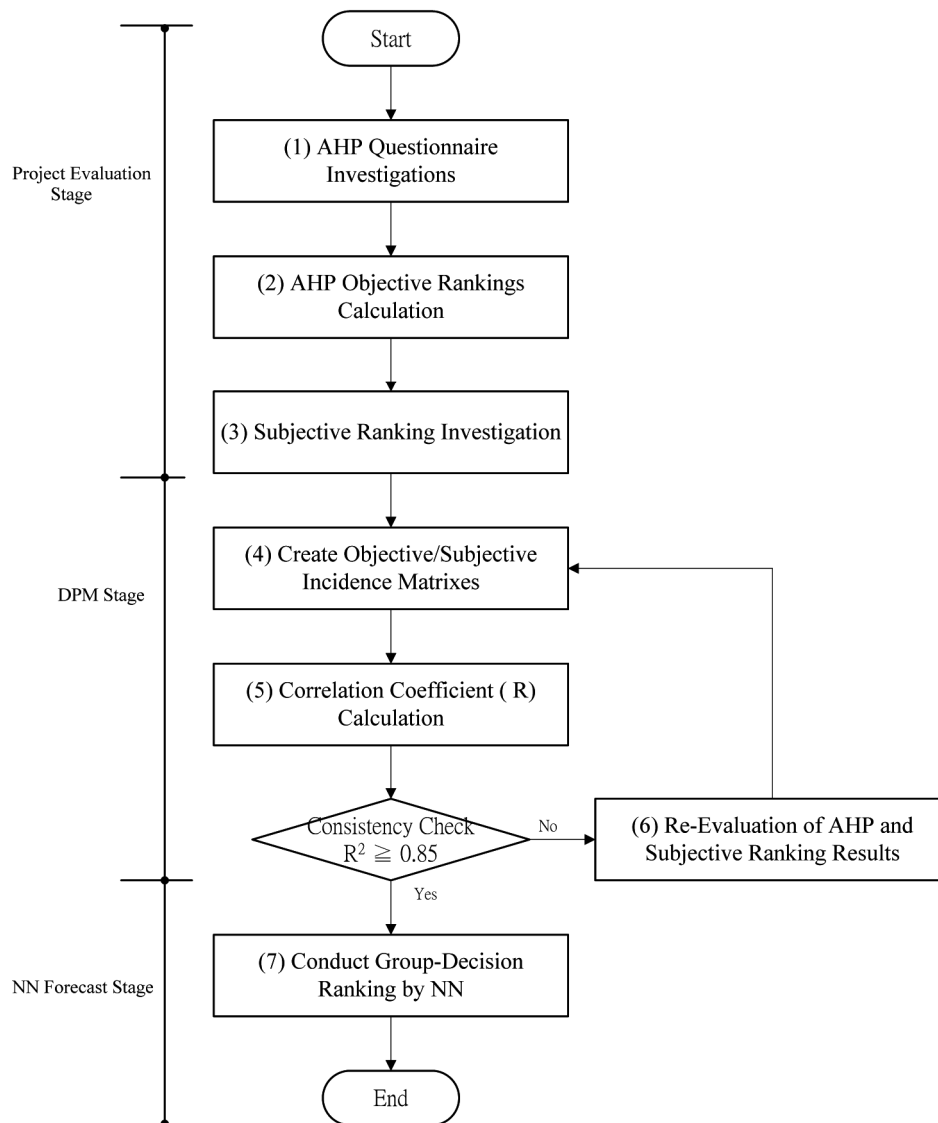 Start
(1) AHP Questionnaire
Investigations
Project Evaluation
Stage
(2) AHP Objective Rankings
Calculation
(3) Subjective Ranking Investigation
(4) Create Objective/Subjective
Incidence Matrixes
DPM Stage
(5) Correlation Coefficient ( R)
Calculation
Consistency Check
R² ≧ 0.85
No
(6) Re-Evaluation of AHP and
Subjective Ranking Results
Yes
(7) Conduct Group-Decision
Ranking by NN
NN Forecast Stage
End